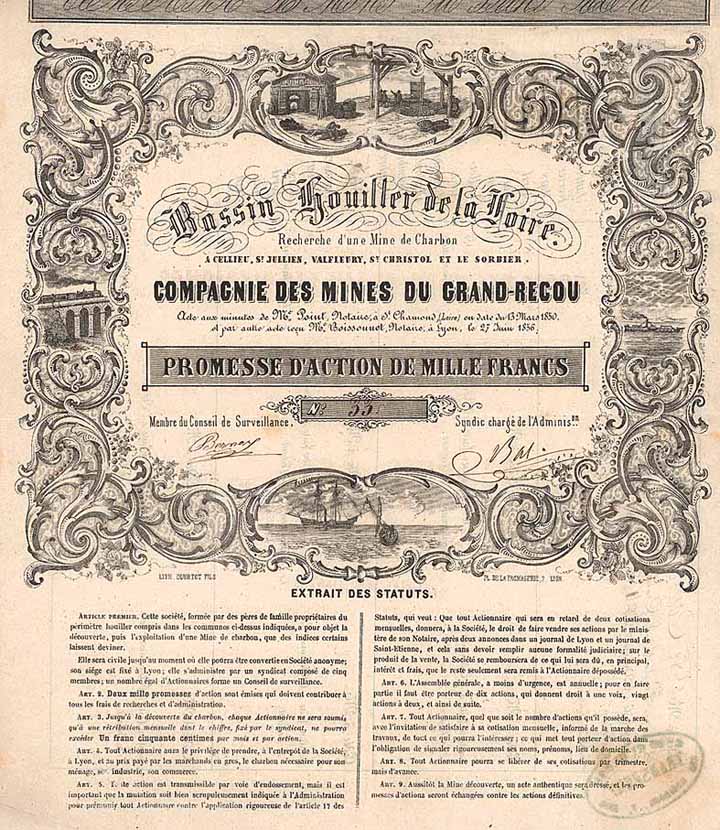 Bassin Houiller de la Loire.
Recherche d'une Mine de Charbon
A CELLIEU, St JULLIEN, VALFLEURY, St CHRISTOL ET LE SORBIER.
COMPAGNIE DES MINES DU GRAND-RECOU
Acte aux minutes de Me Point, Notaire, à St Chamond (Loire) en date du 13 Mars 1850.
et par autre acte reçu Me Boissonnet, Notaire, à Lyon, le 27 Juin 1856,
PROMESSE D'ACTION DE MILLE FRANCS
No 55
Membre du Conseil de Surveillance.
Syndic chargé de l'Adminis.on
LITH. COURTOT FILS
LYON
EXTRAIT DES STATUTS.
ARTICLE PREMIER. Cette société, formée par des pères de famille propriétaires du
périmètre houiller compris dans les communes ci-dessus indiquées, a pour objet la
découverte, puis l'exploitation d'une Mine de charbon, que des indices certains
laissent deviner.
Elle sera civile jusqu'au moment où elle pourra être convertie en Société anonyme;
son siège est fixé à Lyon; elle s'administre par un syndicat composé de cinq
membres; un nombre égal d'Actionnaires forme un Conseil de surveillance.
ART. 2. Deux mille promesses d'action sont émises qui doivent contribuer à
tous les frais de recherches et d'administration.
ART. 3. Jusqu'à la découverte du charbon, chaque Actionnaire ne sera soumis
qu'à une rétribution mensuelle dont le chiffre, fixé par le syndicat, ne pourra
excéder Un franc cinquante centimes par mois et par action.
ART. 4. Tout Actionnaire aura le privilége de prendre, à l'entrepôt de la Société,
à Lyon, et au prix payé par les marchands en gros, le charbon nécessaire pour son
ménage, son industrie, son commerce.
ART. 5. L' action est transmissible par voie d'endossement, mais il est
important que la mutation soit bien scrupuleusement indiquée à l'Administration
pour prémunir tout Actionnaire contre l'application rigoureuse de l'article 17 des
Statuts, qui veut: Que tout Actionnaire qui sera en retard de deux cotisations
mensuelles, donnera, à la Société, le droit de faire vendre ses actions par le minis-
tère de son Notaire, après deux annonces dans un journal de Lyon et un journal de
Saint-Etienne, et cela sans devoir remplir aucune formalité judiciaire; sur le
produit de la vente, la Société se remboursera de ce qui lui sera dû, en principal,
intérêt et frais, que le reste seulement sera remis à l'Actionnaire dépossédé.
ART. 6. L'Assemblée générale, à moins d'urgence, est annuelle; pour en faire
partie il faut être porteur de dix actions, qui donnent droit à une voix, vingt
actions à deux, et ainsi de suite.
ART. 7. Tout Actionnaire, quel que soit le nombre d'actions qu'il possède, sera,
avec l'invitation de satisfaire à sa cotisation mensuelle, informé de la marche des
travaux, de tout ce qui pourra l'intéresser; ce qui met tout porteur d'action dans
l'obligation de signaler rigoureusement ses noms, prénoms, lieu de domicile.
ART. 8. Tout Actionnaire pourra se libérer de ses cotisations par trimestre,
mais d'avance.
ART. 9. Aussitôt la Mine découverte, un acte authentique sera dressé, et les pro-
messes d'actions seront échangées contre les actions définitives.